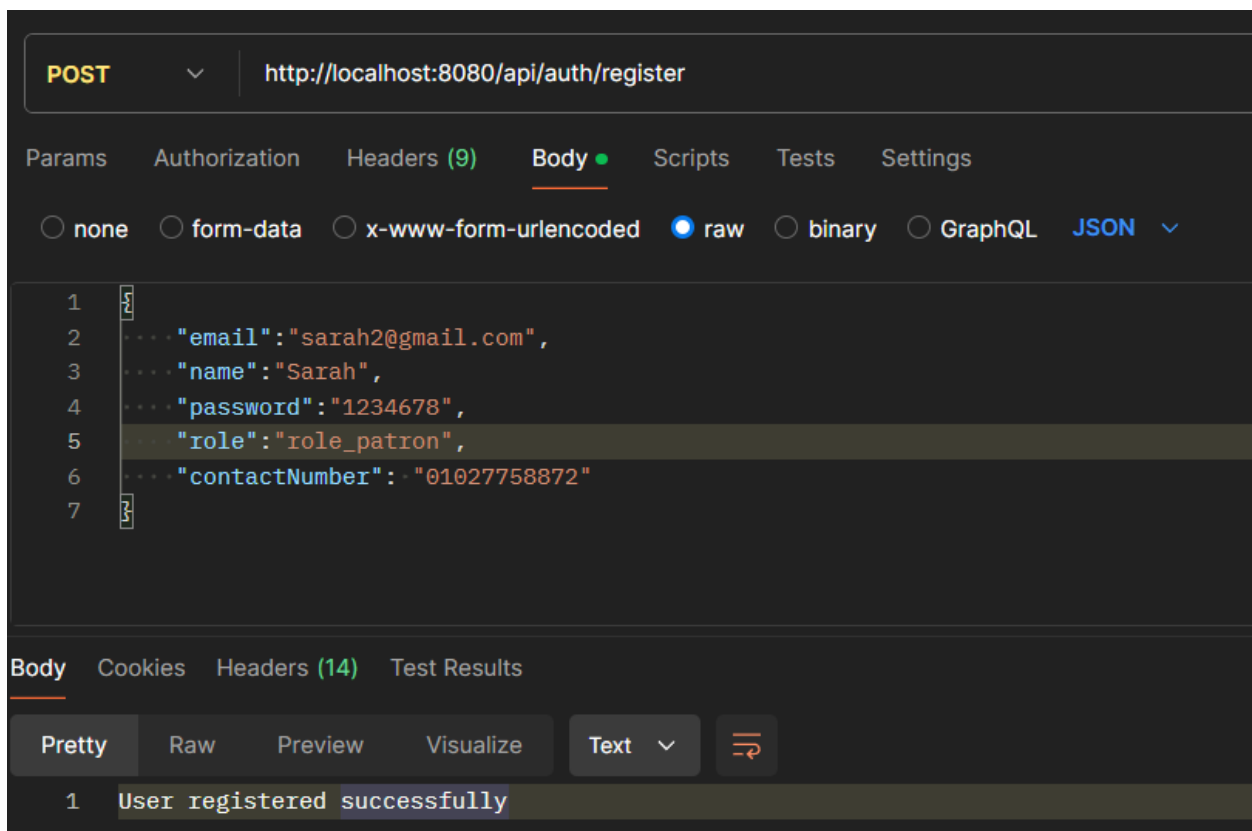 POST http://localhost:8080/api/auth/register
Params Authorization Headers (9) Body Scripts Tests Settings
none form-data x-www-form-urlencoded raw binary GraphQL JSON
1 {
2 "email":"sarah2@gmail.com",
3 "name":"Sarah",
4 "password":"1234678",
5 "role":"role_patron",
6 "contactNumber": "01027758872"
7 }
Body Cookies Headers (14) Test Results
Pretty Raw Preview Visualize Text
1 User registered successfully